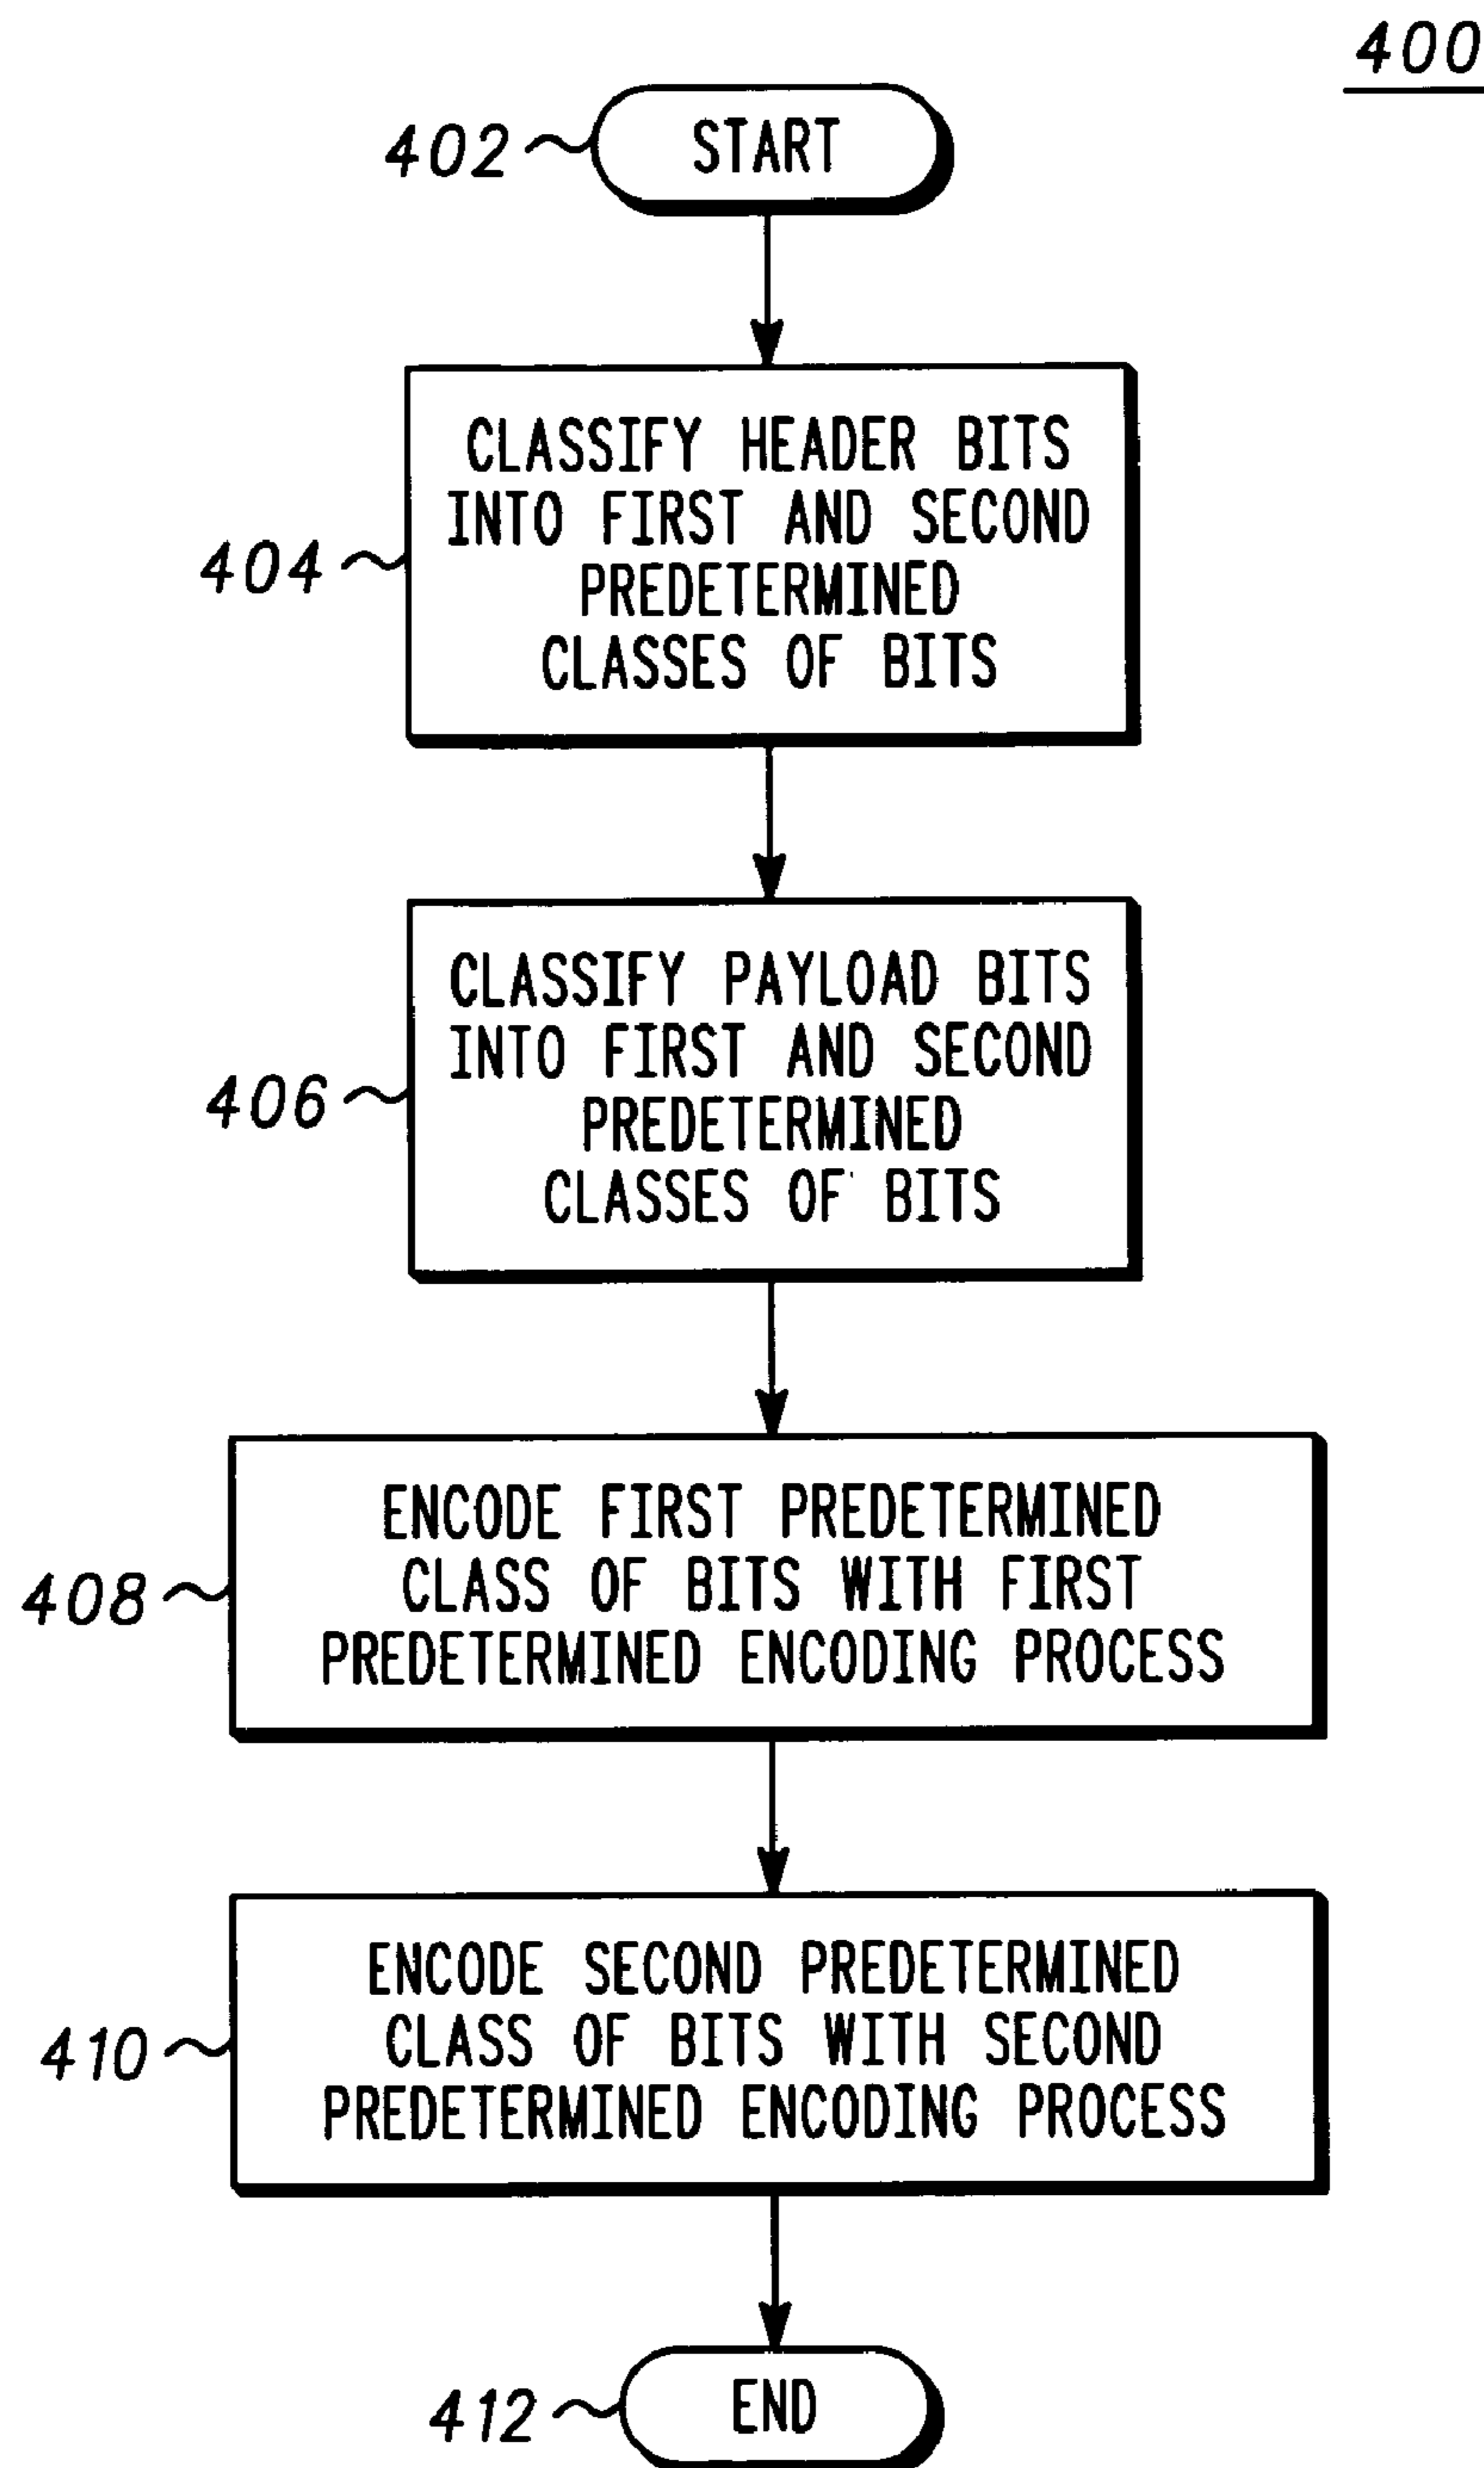 400
402
START
CLASSIFY HEADER BITS
INTO FIRST AND SECOND
PREDETERMINED
CLASSES OF BITS
404
CLASSIFY PAYLOAD BITS
INTO FIRST AND SECOND
PREDETERMINED
CLASSES OF BITS
406
ENCODE FIRST PREDETERMINED
CLASS OF BITS WITH FIRST
PREDETERMINED ENCODING PROCESS
408
ENCODE SECOND PREDETERMINED
CLASS OF BITS WITH SECOND
PREDETERMINED ENCODING PROCESS
410
412
END